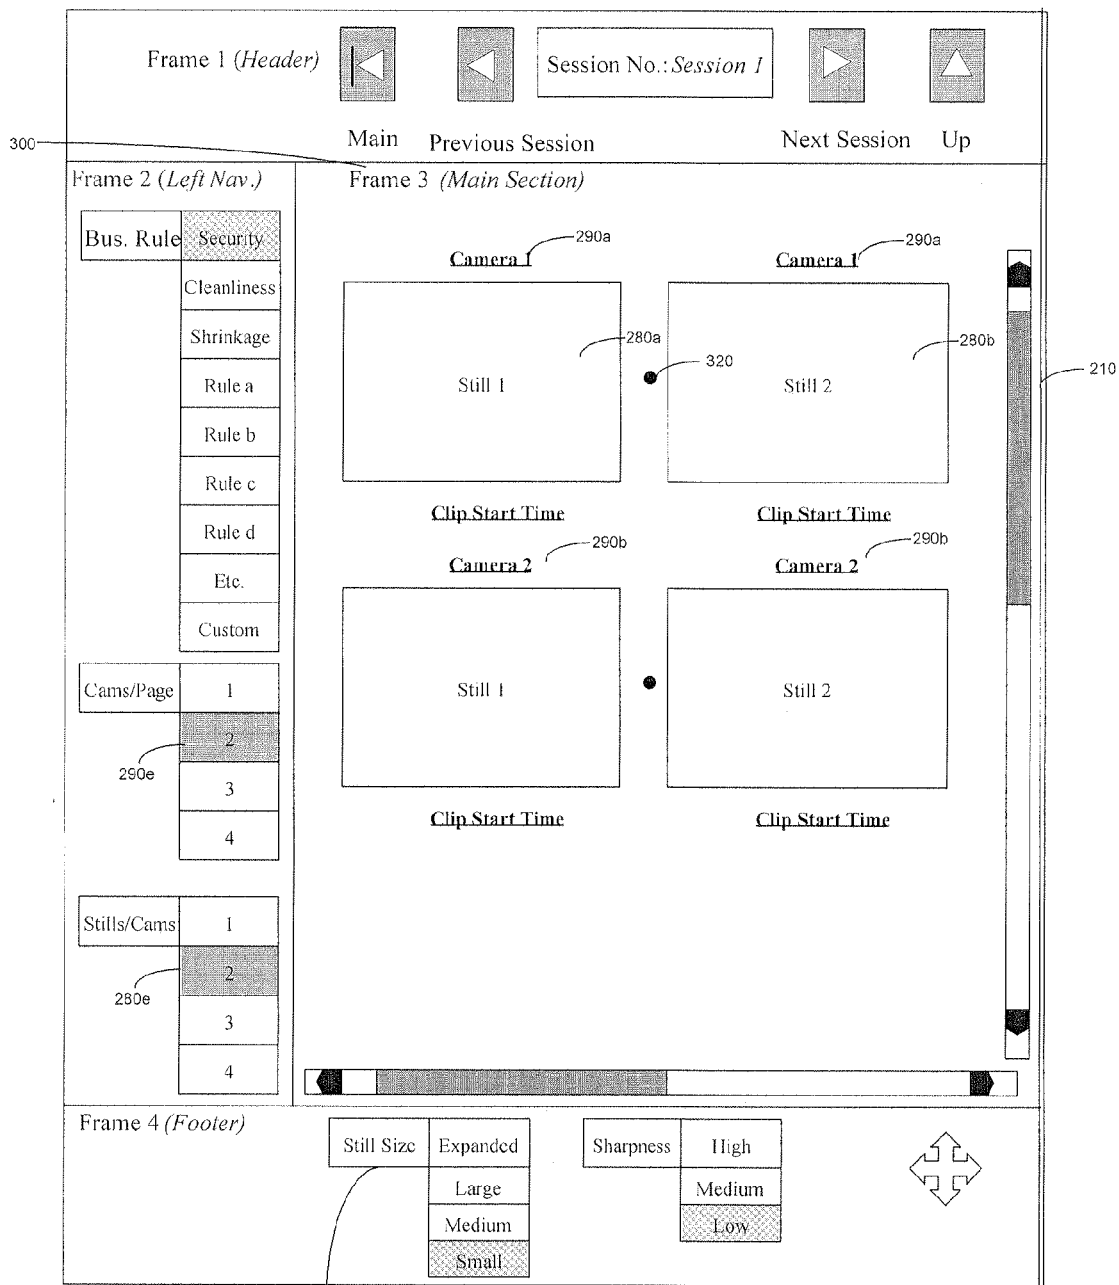 Frame 1 (Header)
Session No.: Session 1
Main
Previous Session
Next Session
Up
300
Frame 2 (Left Nav.)
Frame 3 (Main Section)
Bus. Rule
Security
Cleanliness
Shrinkage
Rule a
Rule b
Rule c
Rule d
Etc.
Custom
Cams/Page
1
2
3
4
290e
Stills/Cams
1
2
3
4
280e
Camera 1
290a
Camera 1
290a
280a
280b
320
210
Still 1
Still 2
Clip Start Time
Clip Start Time
290b
290b
Camera 2
Camera 2
Still 1
Still 2
Clip Start Time
Clip Start Time
Frame 4 (Footer)
Still Size
Expanded
Large
Medium
Small
Sharpness
High
Medium
Low